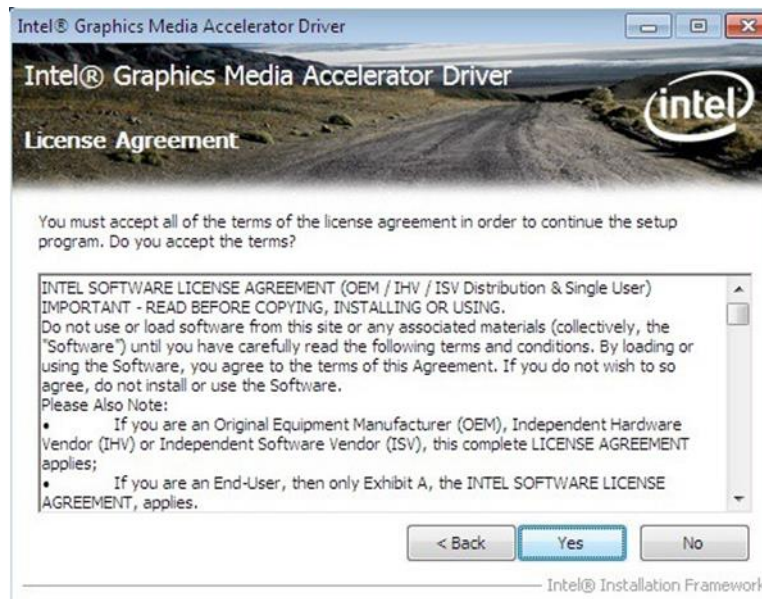 Intel® Graphics Media Accelerator Driver
Intel® Graphics Media Accelerator Driver
intel
License Agreement
You must accept all of the terms of the license agreement in order to continue the setup
program. Do you accept the terms?
INTEL SOFTWARE LICENSE AGREEMENT (OEM / IHV / ISV Distribution & Single User)
IMPORTANT - READ BEFORE COPYING, INSTALLING OR USING.
Do not use or load software from this site or any associated materials (collectively, the
"Software") until you have carefully read the following terms and conditions. By loading or
using the Software, you agree to the terms of this Agreement. If you do not wish to so
agree, do not install or use the Software.
Please Also Note:
• If you are an Original Equipment Manufacturer (OEM), Independent Hardware
Vendor (IHV) or Independent Software Vendor (ISV), this complete LICENSE AGREEMENT
applies;
• If you are an End-User, then only Exhibit A, the INTEL SOFTWARE LICENSE
AGREEMENT, applies.
< Back Yes No
Intel® Installation Framework